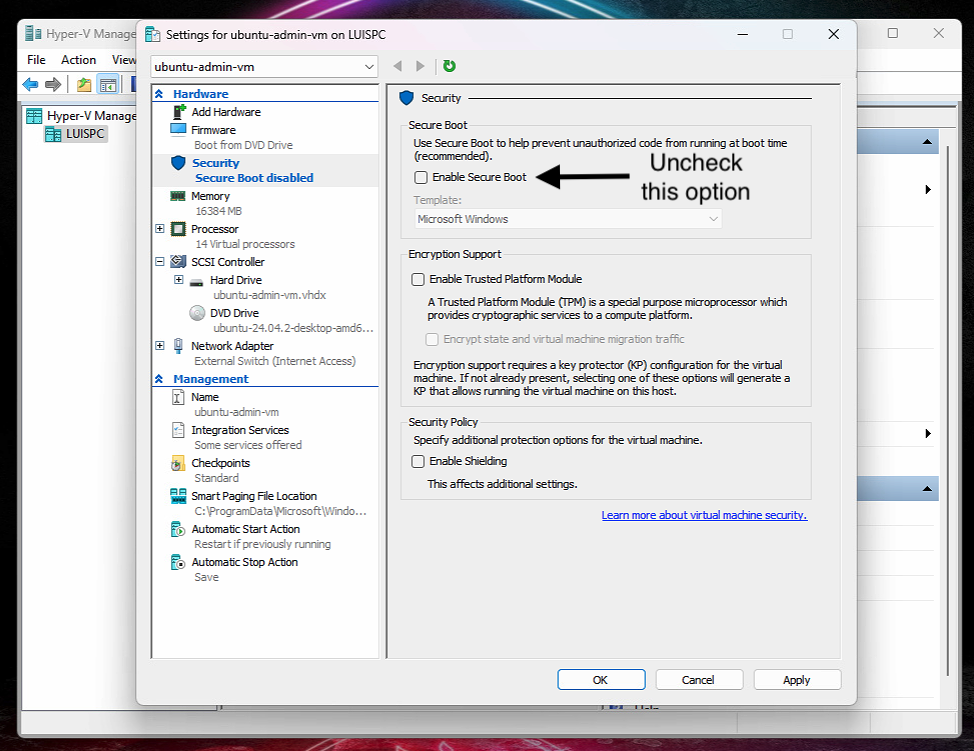 Hyper-V Manage
Settings for ubuntu-admin-vm on LUISPC
File Action View
ubuntu-admin-vm
Hyper-V Manage
LUISPC
Hardware
Add Hardware
Firmware
Boot from DVD Drive
Security
Secure Boot disabled
Memory
16384 MB
Processor
14 Virtual processors
SCSI Controller
Hard Drive
ubuntu-admin-vm.vhdx
DVD Drive
ubuntu-24.04.2-desktop-amd6...
Network Adapter
External Switch (Internet Access)
Management
Name
ubuntu-admin-vm
Integration Services
Some services offered
Checkpoints
Standard
Smart Paging File Location
C:\ProgramData\Microsoft\Windo...
Automatic Start Action
Restart if previously running
Automatic Stop Action
Save
Security
Secure Boot
Use Secure Boot to help prevent unauthorized code from running at boot time
(recommended).
Enable Secure Boot
Uncheck
this option
Template:
Microsoft Windows
Encryption Support
Enable Trusted Platform Module
A Trusted Platform Module (TPM) is a special purpose microprocessor which
provides cryptographic services to a compute platform.
Encrypt state and virtual machine migration traffic
Encryption support requires a key protector (KP) configuration for the virtual
machine. If not already present, selecting one of these options will generate a
KP that allows running the virtual machine on this host.
Security Policy
Specify additional protection options for the virtual machine.
Enable Shielding
This affects additional settings.
Learn more about virtual machine security.
OK Cancel Apply
Help